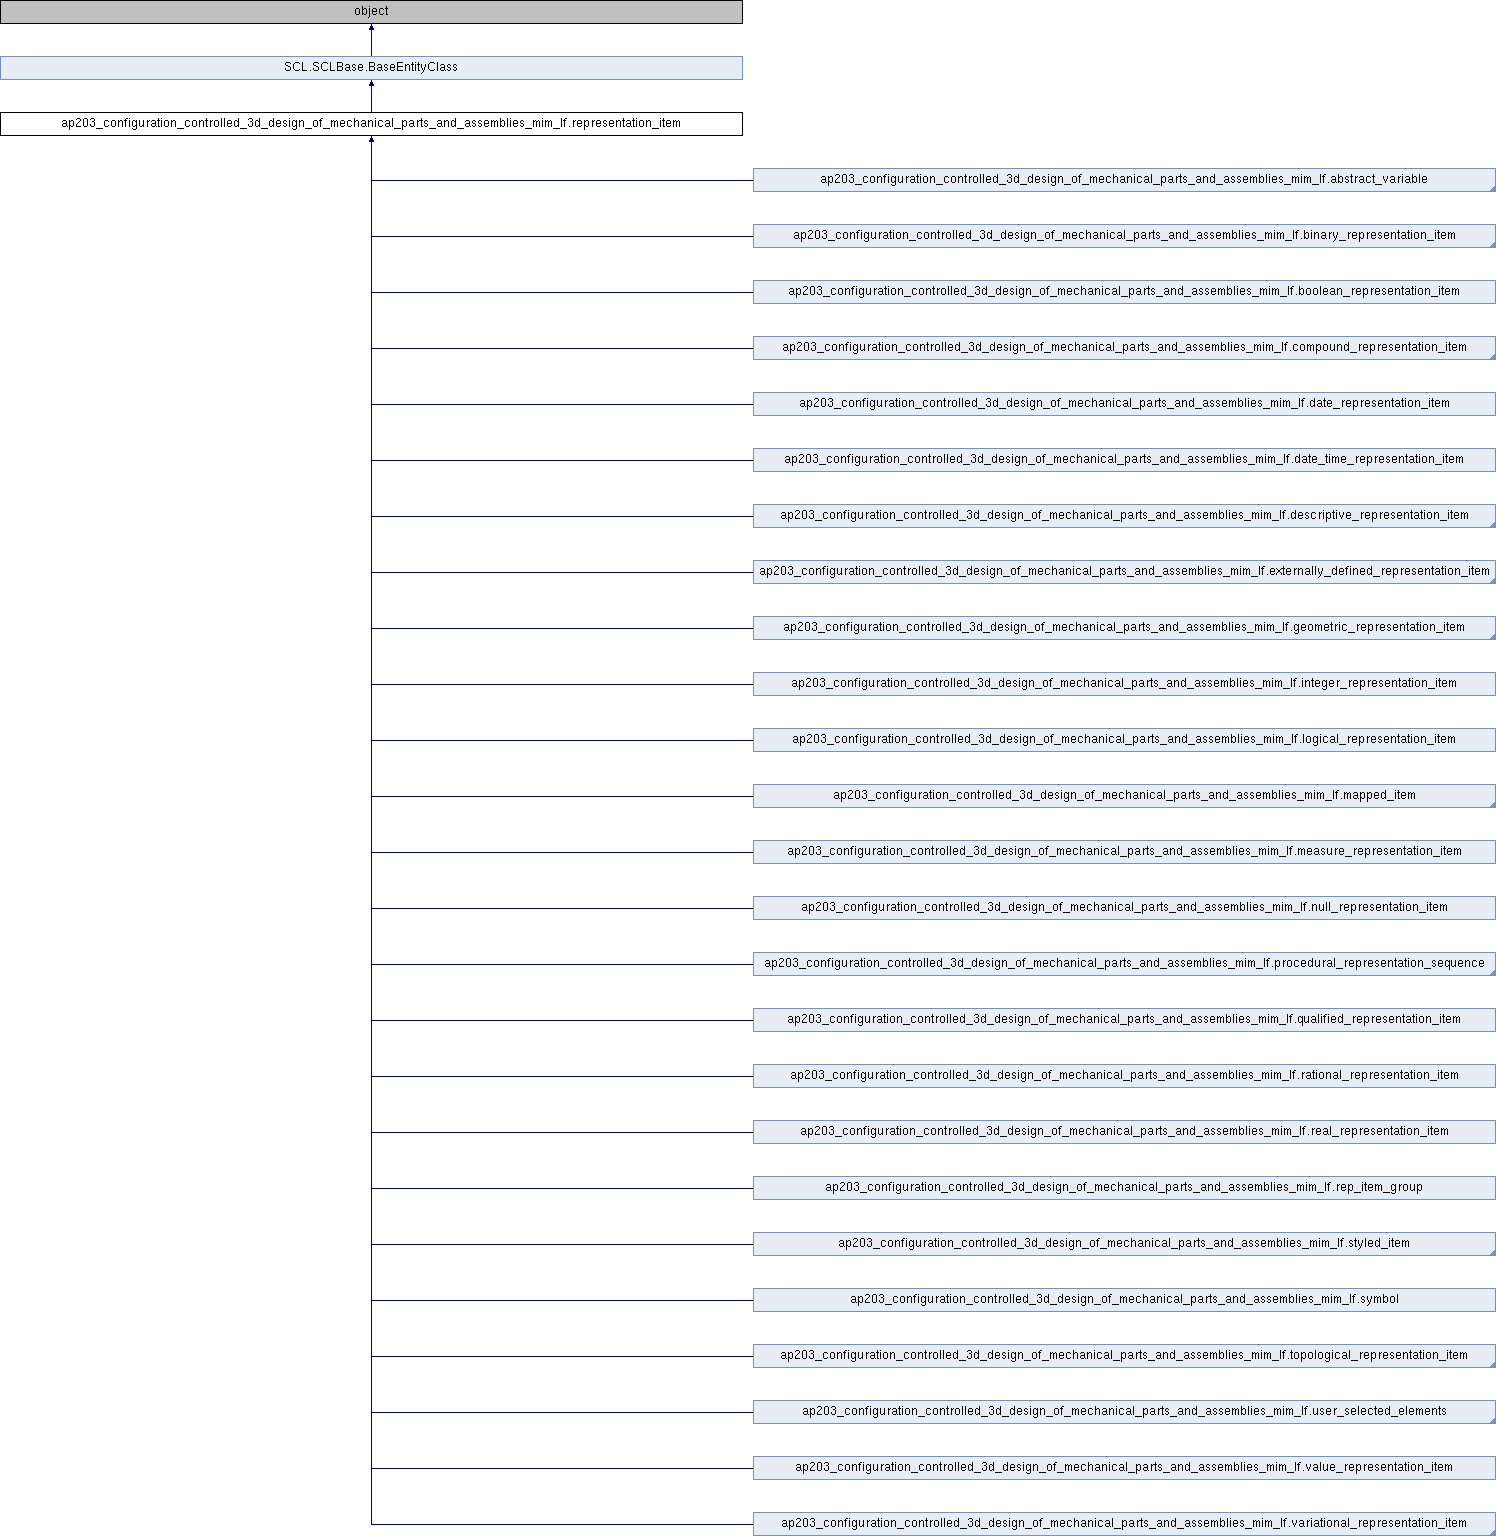 object
SCL.SCLBase.BaseEntityClass
ap203_configuration_controlled_3d_design_of_mechanical_parts_and_assemblies_mim_lf.representation_item
ap203_configuration_controlled_3d_design_of_mechanical_parts_and_assemblies_mim_lf.abstract_variable
ap203_configuration_controlled_3d_design_of_mechanical_parts_and_assemblies_mim_lf.binary_representation_item
ap203_configuration_controlled_3d_design_of_mechanical_parts_and_assemblies_mim_lf.boolean_representation_item
ap203_configuration_controlled_3d_design_of_mechanical_parts_and_assemblies_mim_lf.compound_representation_item
ap203_configuration_controlled_3d_design_of_mechanical_parts_and_assemblies_mim_lf.date_representation_item
ap203_configuration_controlled_3d_design_of_mechanical_parts_and_assemblies_mim_lf.date_time_representation_item
ap203_configuration_controlled_3d_design_of_mechanical_parts_and_assemblies_mim_lf.descriptive_representation_item
ap203_configuration_controlled_3d_design_of_mechanical_parts_and_assemblies_mim_lf.externally_defined_representation_item
ap203_configuration_controlled_3d_design_of_mechanical_parts_and_assemblies_mim_lf.geometric_representation_item
ap203_configuration_controlled_3d_design_of_mechanical_parts_and_assemblies_mim_lf.integer_representation_item
ap203_configuration_controlled_3d_design_of_mechanical_parts_and_assemblies_mim_lf.logical_representation_item
ap203_configuration_controlled_3d_design_of_mechanical_parts_and_assemblies_mim_lf.mapped_item
ap203_configuration_controlled_3d_design_of_mechanical_parts_and_assemblies_mim_lf.measure_representation_item
ap203_configuration_controlled_3d_design_of_mechanical_parts_and_assemblies_mim_lf.null_representation_item
ap203_configuration_controlled_3d_design_of_mechanical_parts_and_assemblies_mim_lf.procedural_representation_sequence
ap203_configuration_controlled_3d_design_of_mechanical_parts_and_assemblies_mim_lf.qualified_representation_item
ap203_configuration_controlled_3d_design_of_mechanical_parts_and_assemblies_mim_lf.rational_representation_item
ap203_configuration_controlled_3d_design_of_mechanical_parts_and_assemblies_mim_lf.real_representation_item
ap203_configuration_controlled_3d_design_of_mechanical_parts_and_assemblies_mim_lf.rep_item_group
ap203_configuration_controlled_3d_design_of_mechanical_parts_and_assemblies_mim_lf.styled_item
ap203_configuration_controlled_3d_design_of_mechanical_parts_and_assemblies_mim_lf.symbol
ap203_configuration_controlled_3d_design_of_mechanical_parts_and_assemblies_mim_lf.topological_representation_item
ap203_configuration_controlled_3d_design_of_mechanical_parts_and_assemblies_mim_lf.user_selected_elements
ap203_configuration_controlled_3d_design_of_mechanical_parts_and_assemblies_mim_lf.value_representation_item
ap203_configuration_controlled_3d_design_of_mechanical_parts_and_assemblies_mim_lf.variational_representation_item